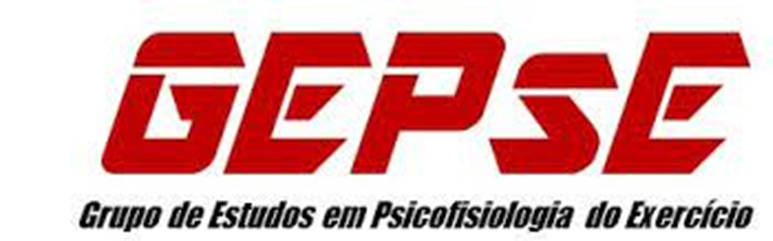 GEPsE
Grupo de Estudos em Psicofisiologia do Exercício